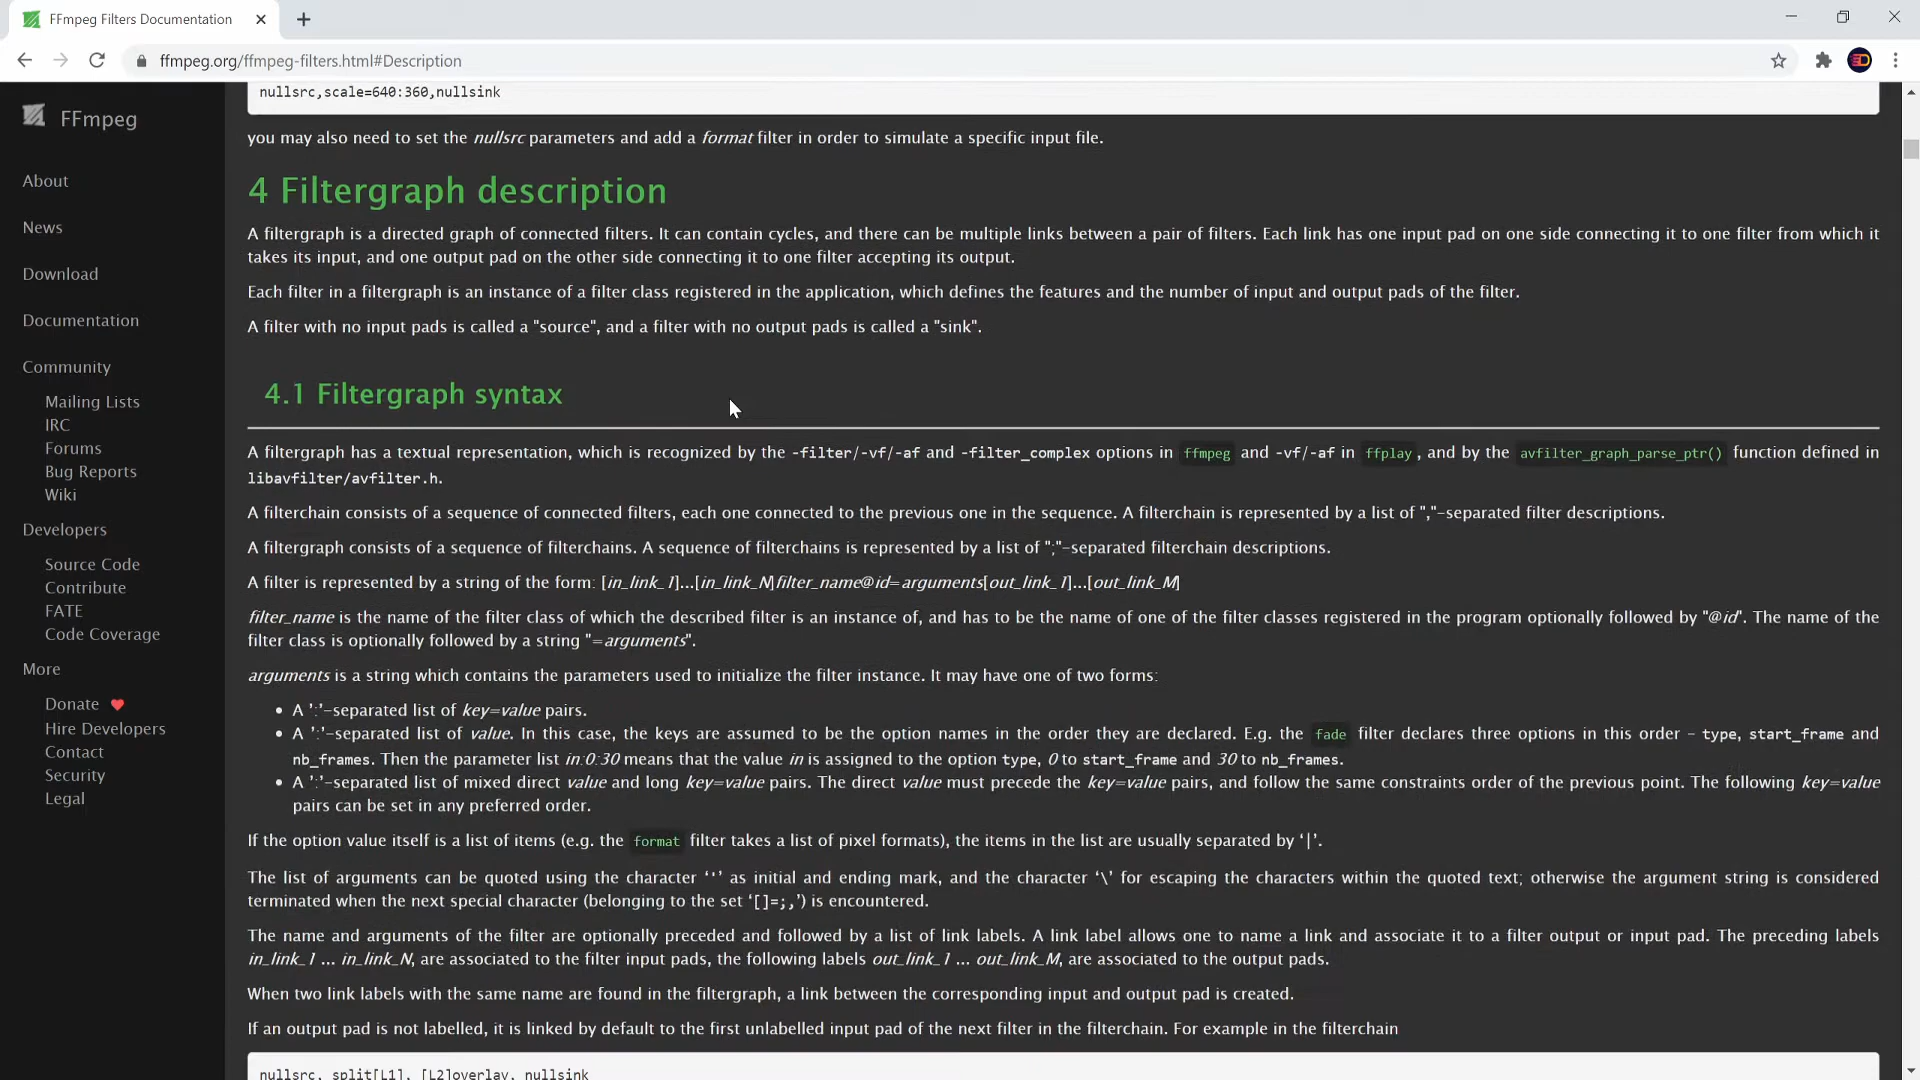 FFmpeg Filters Documentation
ffmpeg.org/ffmpeg-filters.html#Description
FFmpeg
About
News
Download
Documentation
Community
Mailing Lists
IRC
Forums
Bug Reports
Wiki
Developers
Source Code
Contribute
FATE
Code Coverage
More
Donate
Hire Developers
Contact
Security
Legal
nullsrc,scale=640:360,nullsink
you may also need to set the nullsrc parameters and add a format filter in order to simulate a specific input file.
4 Filtergraph description
A filtergraph is a directed graph of connected filters. It can contain cycles, and there can be multiple links between a pair of filters. Each link has one input pad on one side connecting it to one filter from which it
takes its input, and one output pad on the other side connecting it to one filter accepting its output.
Each filter in a filtergraph is an instance of a filter class registered in the application, which defines the features and the number of input and output pads of the filter.
A filter with no input pads is called a "source", and a filter with no output pads is called a "sink".
4.1 Filtergraph syntax
A filtergraph has a textual representation, which is recognized by the -filter/-vf/-af and -filter_complex options in ffmpeg and -vf/-af in ffplay, and by the avfilter_graph_parse_ptr() function defined in
libavfilter/avfilter.h.
A filterchain consists of a sequence of connected filters, each one connected to the previous one in the sequence. A filterchain is represented by a list of ","-separated filter descriptions.
A filtergraph consists of a sequence of filterchains. A sequence of filterchains is represented by a list of ";"-separated filterchain descriptions.
A filter is represented by a string of the form: [in_link_1]...[in_link_N]filter_name@id=arguments[out_link_1]...[out_link_M]
filter_name is the name of the filter class of which the described filter is an instance of, and has to be the name of one of the filter classes registered in the program optionally followed by "@id". The name of the
filter class is optionally followed by a string "=arguments".
arguments is a string which contains the parameters used to initialize the filter instance. It may have one of two forms:
• A ':'-separated list of key=value pairs.
• A ':'-separated list of value. In this case, the keys are assumed to be the option names in the order they are declared. E.g. the fade filter declares three options in this order – type, start_frame and
nb_frames. Then the parameter list in:0:30 means that the value in is assigned to the option type, 0 to start_frame and 30 to nb_frames.
• A ':'-separated list of mixed direct value and long key=value pairs. The direct value must precede the key=value pairs, and follow the same constraints order of the previous point. The following key=value
pairs can be set in any preferred order.
If the option value itself is a list of items (e.g. the format filter takes a list of pixel formats), the items in the list are usually separated by ‘|’.
The list of arguments can be quoted using the character ‘'’ as initial and ending mark, and the character ‘\’ for escaping the characters within the quoted text; otherwise the argument string is considered
terminated when the next special character (belonging to the set ‘[]=;,’) is encountered.
The name and arguments of the filter are optionally preceded and followed by a list of link labels. A link label allows one to name a link and associate it to a filter output or input pad. The preceding labels
in_link_1 ... in_link_N, are associated to the filter input pads, the following labels out_link_1 ... out_link_M, are associated to the output pads.
When two link labels with the same name are found in the filtergraph, a link between the corresponding input and output pad is created.
If an output pad is not labelled, it is linked by default to the first unlabelled input pad of the next filter in the filterchain. For example in the filterchain
nullsrc, split[L1], [L2]overlay, nullsink